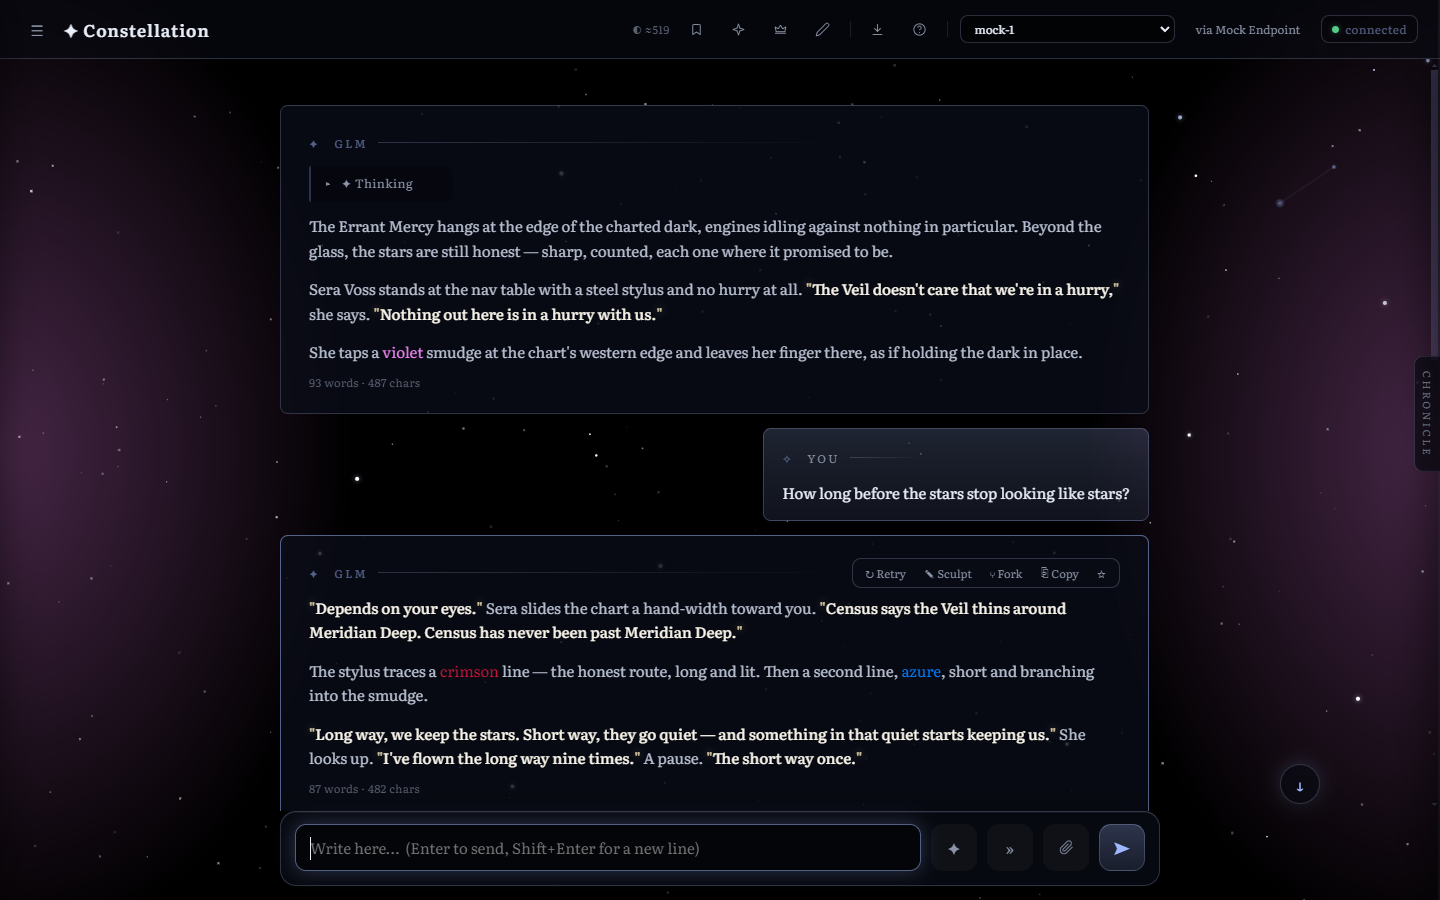 ☰ ✦ Constellation ≈519 mock-1 via Mock Endpoint connected
✦ GLM
▸ ✦ Thinking
The Errant Mercy hangs at the edge of the charted dark, engines idling against nothing in particular. Beyond the
glass, the stars are still honest — sharp, counted, each one where it promised to be.
Sera Voss stands at the nav table with a steel stylus and no hurry at all. "The Veil doesn't care that we're in a hurry,"
she says. "Nothing out here is in a hurry with us."
She taps a violet smudge at the chart's western edge and leaves her finger there, as if holding the dark in place.
93 words · 487 chars
CHRONICLE
✧ YOU
How long before the stars stop looking like stars?
✦ GLM ↻ Retry Sculpt Fork Copy ☆
"Depends on your eyes." Sera slides the chart a hand-width toward you. "Census says the Veil thins around
Meridian Deep. Census has never been past Meridian Deep."
The stylus traces a crimson line — the honest route, long and lit. Then a second line, azure, short and branching
into the smudge.
"Long way, we keep the stars. Short way, they go quiet — and something in that quiet starts keeping us." She
looks up. "I've flown the long way nine times." A pause. "The short way once."
87 words · 482 chars
↓
Write here... (Enter to send, Shift+Enter for a new line) ✦ »